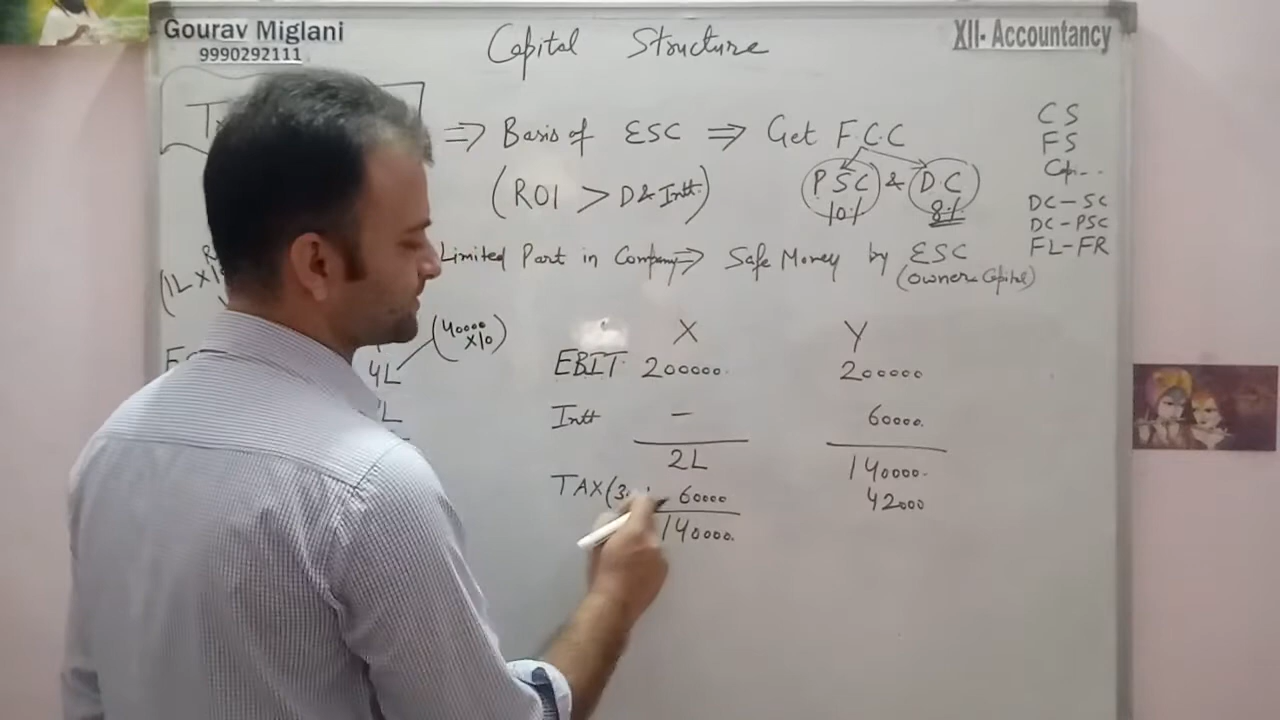 Gourav Miglani
9990292111
XII- Accountancy
Capital Structure
⇒ Basis of ESC ⇒ Get F.C.C
(ROI > D & Intt)
PSC & D.C
10% 8%
Limited Part in Company ⇒ Safe Money by ESC
(owners Capital)
CS
FS
Cap..
DC-SC
DC-PSC
FL-FR
(1L x
4L
(40000
x10)
L
X Y
EBIT 200000 200000
Intt — 60000
2L 140000
TAX (3 60000 42000
140000